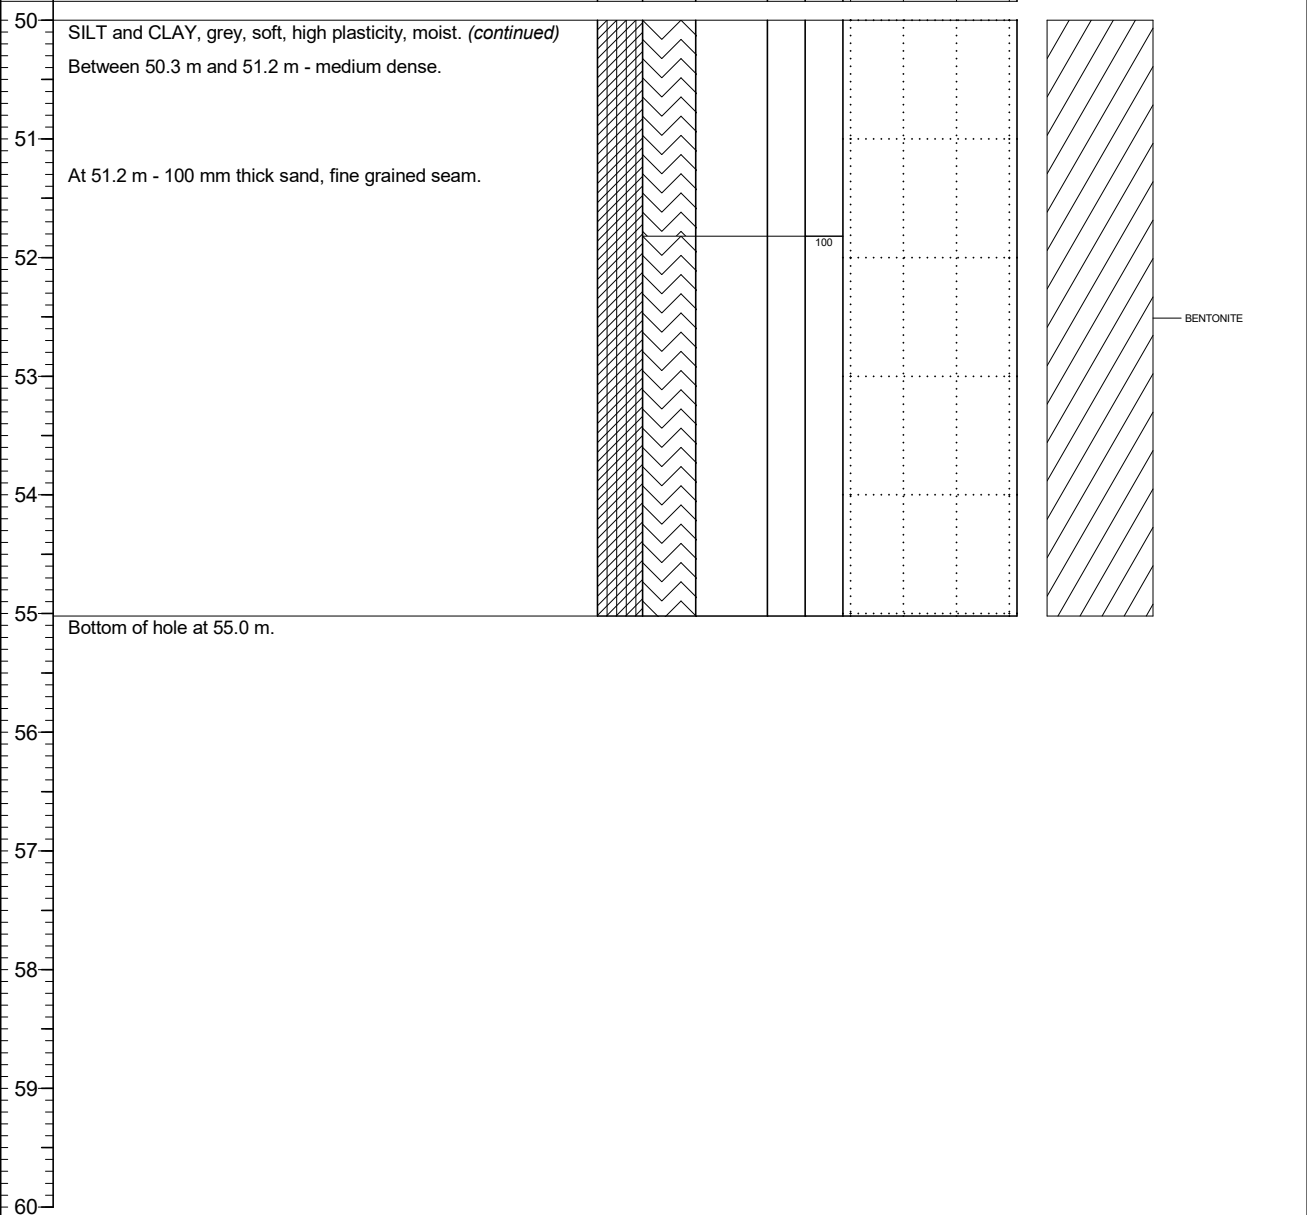 50
SILT and CLAY, grey, soft, high plasticity, moist. (continued)
Between 50.3 m and 51.2 m - medium dense.
51
At 51.2 m - 100 mm thick sand, fine grained seam.
100
52
BENTONITE
53
54
55
Bottom of hole at 55.0 m.
56
57
58
59
60